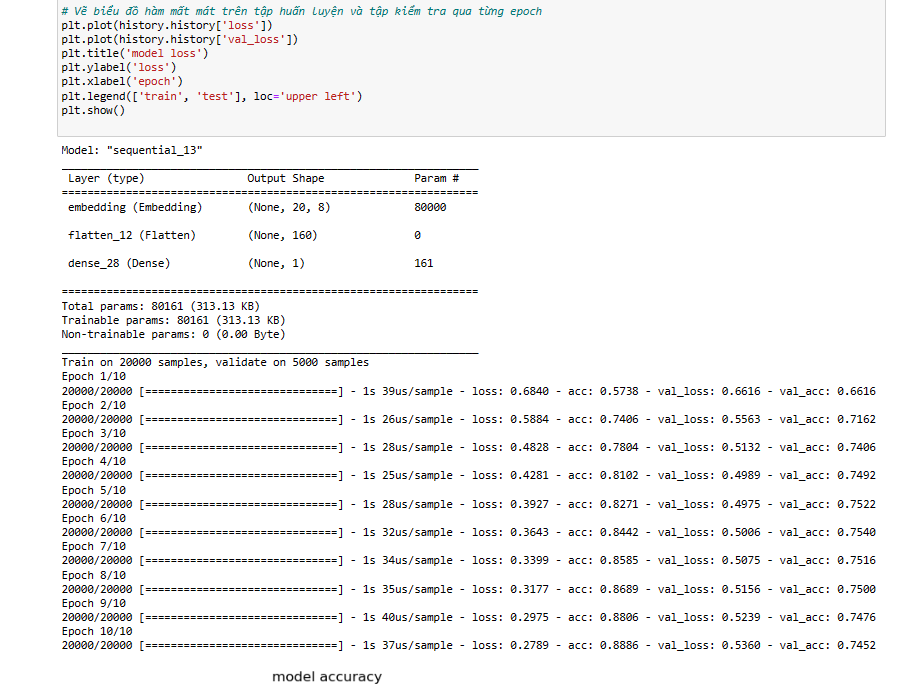 # Vẽ biểu đồ hàm mất mát trên tập huấn luyện và tập kiểm tra qua từng epoch
plt.plot(history.history['loss'])
plt.plot(history.history['val_loss'])
plt.title('model loss')
plt.ylabel('loss')
plt.xlabel('epoch')
plt.legend(['train', 'test'], loc='upper left')
plt.show()
Model: "sequential_13"
_________________________________________________________________
Layer (type) Output Shape Param #
=================================================================
embedding (Embedding) (None, 20, 8) 80000
flatten_12 (Flatten) (None, 160) 0
dense_28 (Dense) (None, 1) 161
=================================================================
Total params: 80161 (313.13 KB)
Trainable params: 80161 (313.13 KB)
Non-trainable params: 0 (0.00 Byte)
_________________________________________________________________
Train on 20000 samples, validate on 5000 samples
Epoch 1/10
20000/20000 [==============================] - 1s 39us/sample - loss: 0.6840 - acc: 0.5738 - val_loss: 0.6616 - val_acc: 0.6616
Epoch 2/10
20000/20000 [==============================] - 1s 26us/sample - loss: 0.5884 - acc: 0.7406 - val_loss: 0.5563 - val_acc: 0.7162
Epoch 3/10
20000/20000 [==============================] - 1s 28us/sample - loss: 0.4828 - acc: 0.7804 - val_loss: 0.5132 - val_acc: 0.7406
Epoch 4/10
20000/20000 [==============================] - 1s 25us/sample - loss: 0.4281 - acc: 0.8102 - val_loss: 0.4989 - val_acc: 0.7492
Epoch 5/10
20000/20000 [==============================] - 1s 28us/sample - loss: 0.3927 - acc: 0.8271 - val_loss: 0.4975 - val_acc: 0.7522
Epoch 6/10
20000/20000 [==============================] - 1s 32us/sample - loss: 0.3643 - acc: 0.8442 - val_loss: 0.5006 - val_acc: 0.7540
Epoch 7/10
20000/20000 [==============================] - 1s 34us/sample - loss: 0.3399 - acc: 0.8585 - val_loss: 0.5075 - val_acc: 0.7516
Epoch 8/10
20000/20000 [==============================] - 1s 35us/sample - loss: 0.3177 - acc: 0.8689 - val_loss: 0.5156 - val_acc: 0.7500
Epoch 9/10
20000/20000 [==============================] - 1s 40us/sample - loss: 0.2975 - acc: 0.8806 - val_loss: 0.5239 - val_acc: 0.7476
Epoch 10/10
20000/20000 [==============================] - 1s 37us/sample - loss: 0.2789 - acc: 0.8886 - val_loss: 0.5360 - val_acc: 0.7452
model accuracy